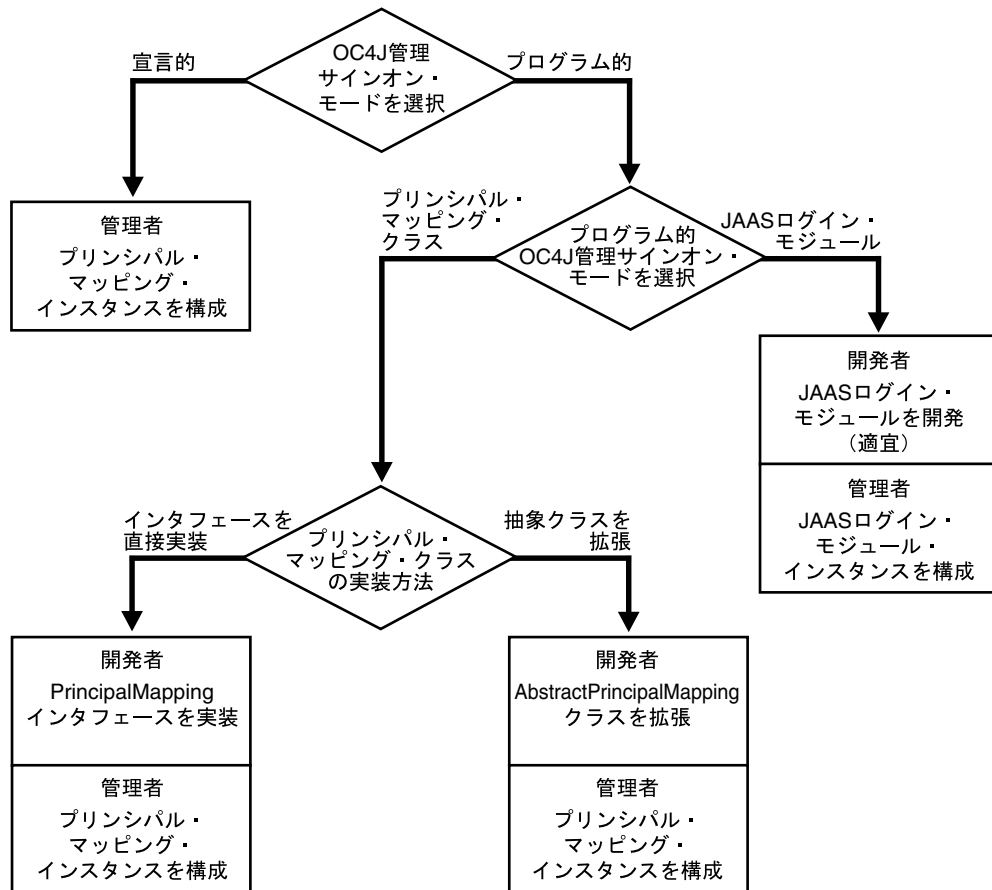 OC4J管理
サインオン・
モードを選択
宣言的
プログラム的
管理者
プリンシパル・
マッピング・
インスタンスを構成
プリンシパル・
マッピング・
クラス
プログラム的
OC4J管理サインオン・
モードを選択
JAASログイン・
モジュール
開発者
JAASログイン・
モジュールを開発
（適宜）
管理者
JAASログイン・
モジュール・
インスタンスを構成
インタフェースを
直接実装
プリンシパル・
マッピング・クラス
の実装方法
抽象クラスを
拡張
開発者
PrincipalMapping
インタフェースを実装
管理者
プリンシパル・
マッピング・
インスタンスを構成
開発者
AbstractPrincipalMapping
クラスを拡張
管理者
プリンシパル・
マッピング・
インスタンスを構成